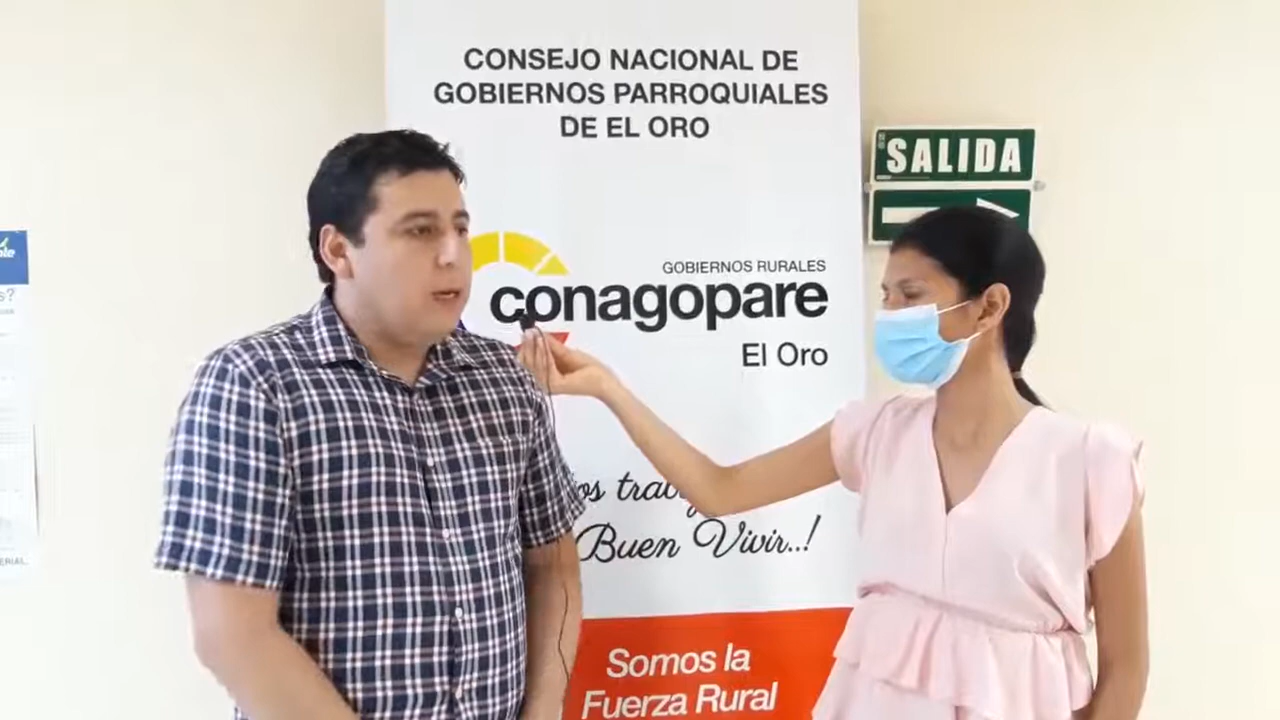 CONSEJO NACIONAL DE
GOBIERNOS PARROQUIALES
DE EL ORO
SALIDA
GOBIERNOS RURALES
conagopare
El Oro
Buen Vivir..!
Somos la
Fuerza Rural